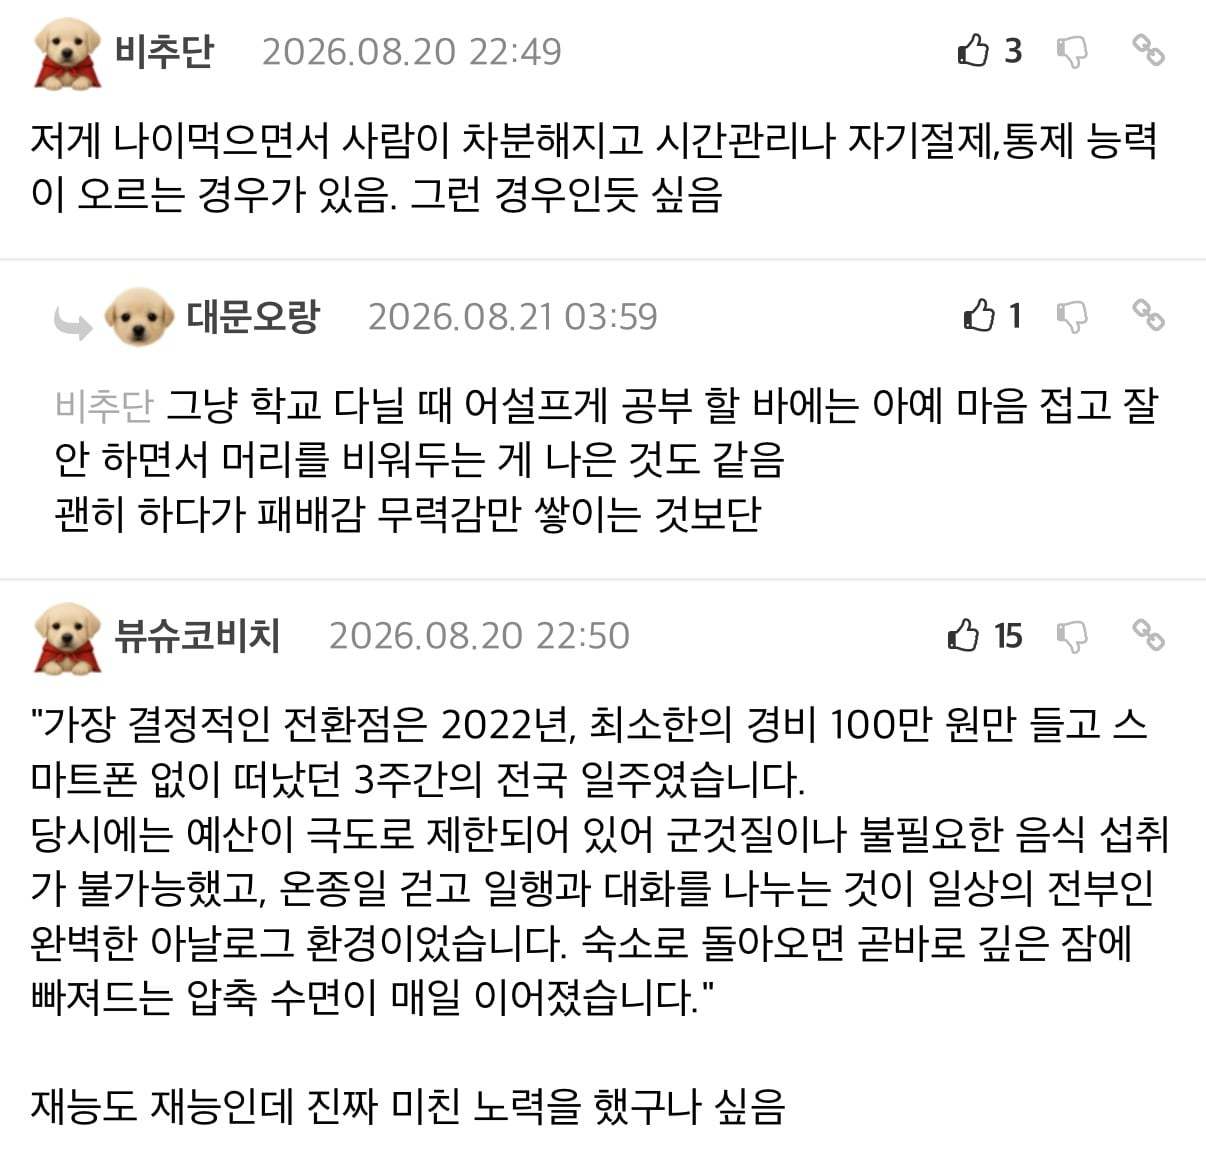 비추단 2026.08.20 22:49 3
저게 나이먹으면서 사람이 차분해지고 시간관리나 자기절제,통제 능력
이 오르는 경우가 있음. 그런 경우인듯 싶음
대문오랑 2026.08.21 03:59 1
비추단 그냥 학교 다닐 때 어설프게 공부 할 바에는 아예 마음 접고 잘
안 하면서 머리를 비워두는 게 나은 것도 같음
괜히 하다가 패배감 무력감만 쌓이는 것보단
뷰슈코비치 2026.08.20 22:50 15
"가장 결정적인 전환점은 2022년, 최소한의 경비 100만 원만 들고 스
마트폰 없이 떠났던 3주간의 전국 일주였습니다.
당시에는 예산이 극도로 제한되어 있어 군것질이나 불필요한 음식 섭취
가 불가능했고, 온종일 걷고 일행과 대화를 나누는 것이 일상의 전부인
완벽한 아날로그 환경이었습니다. 숙소로 돌아오면 곧바로 깊은 잠에
빠져드는 압축 수면이 매일 이어졌습니다."
재능도 재능인데 진짜 미친 노력을 했구나 싶음